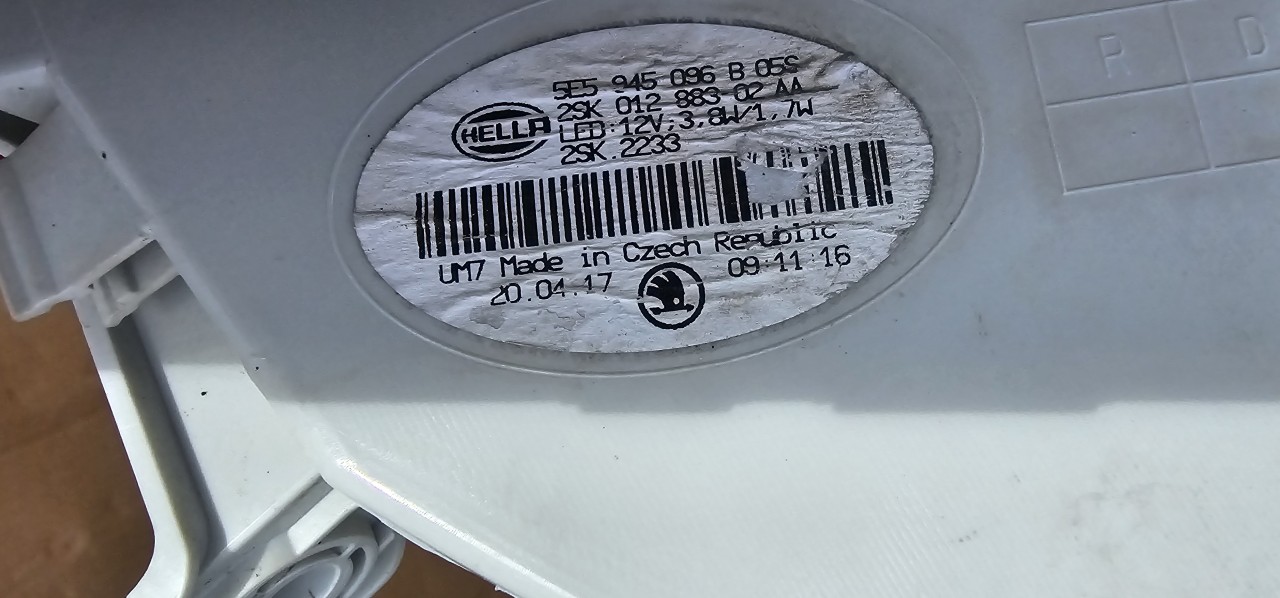 5E5 945 096 B 05S
2SK 012 883 02 AA
HELLA
LED:12V;3,8W/1,7W
2SK.2233
UM7 Made in Czech Republic
20.04.17
09:11:16
R D